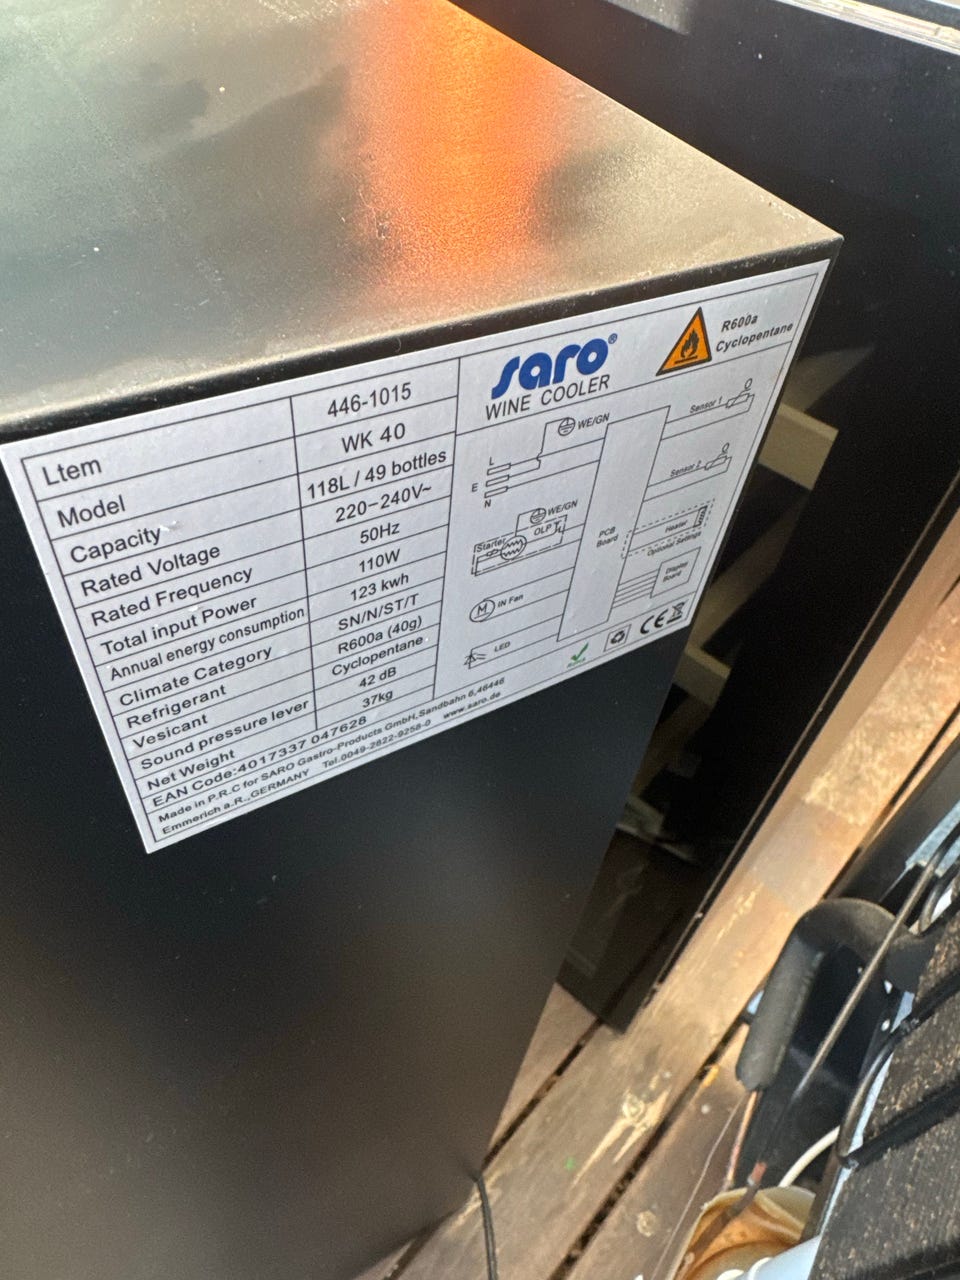 Ltem 446-1015
Model WK 40
Capacity 118L / 49 bottles
Rated Voltage 220-240V~
Rated Frequency 50Hz
Total input Power 110W
Annual energy consumption 123 kwh
Climate Category SN/N/ST/T
Refrigerant R600a (40g)
Vesicant Cyclopentane
Sound pressure lever 42 dB
Net Weight 37kg
EAN Code:4017337 047628
Made in P.R.C for SARO Gastro-Products GmbH,Sandbahn 6,46446
Emmerich a.R.,GERMANY Tel.0049-2822-9258-0 www.saro.de
saro®
WINE COOLER
R600a
Cyclopentane
L
E
N
WE/GN
Sensor 1
Sensor 2
WE/GN
Starter
OLP
PCB
Board
Heater
Optional Settings
Display
Board
M IN Fan
LED
CE